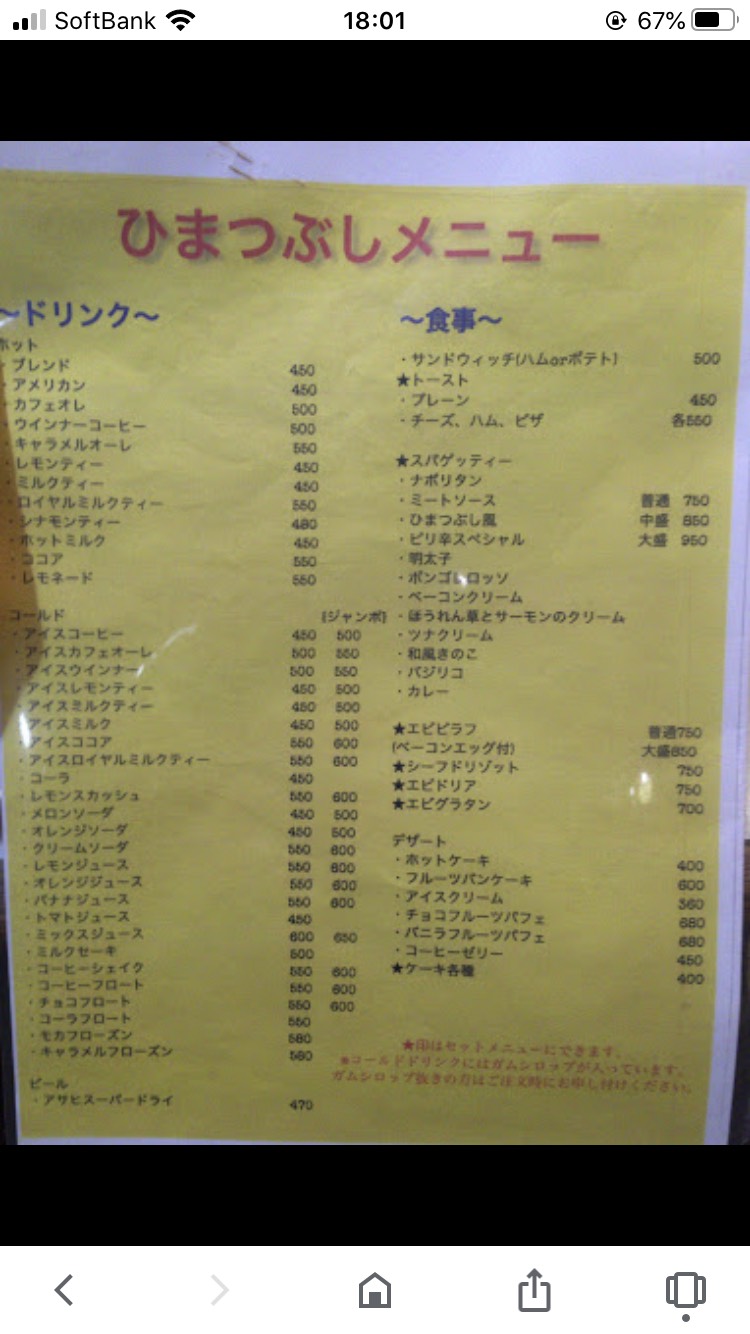 SoftBank 18:01 67%
ひまつぶしメニュー
〜ドリンク〜
ホット
・ブレンド 450
・アメリカン 450
・カフェオレ 500
・ウインナーコーヒー 500
・キャラメルオーレ 550
・レモンティー 450
・ミルクティー 450
・ロイヤルミルクティー 550
・シナモンティー 480
・ホットミルク 450
・ココア 550
・レモネード 550
コールド (ジャンボ)
・アイスコーヒー 450 500
・アイスカフェオーレ 500 550
・アイスウインナー 500 550
・アイスレモンティー 450 500
・アイスミルクティー 450 500
・アイスミルク 450 500
・アイスココア 550 600
・アイスロイヤルミルクティー 550 600
・コーラ 450
・レモンスカッシュ 550 600
・メロンソーダ 450 500
・オレンジソーダ 450 500
・クリームソーダ 550 600
・レモンジュース 550 600
・オレンジジュース 550 600
・バナナジュース 550 600
・トマトジュース 450
・ミックスジュース 600 650
・ミルクセーキ 500
・コーヒーシェイク 550 600
・コーヒーフロート 550 600
・チョコフロート 550 600
・コーラフロート 550
・モカフローズン 580
・キャラメルフローズン 580
ビール
・アサヒスーパードライ 470
〜食事〜
・サンドウィッチ(ハムorポテト) 500
★トースト
・プレーン 450
・チーズ、ハム、ピザ 各550
★スパゲッティー
・ナポリタン
・ミートソース 普通 750
・ひまつぶし風 中盛 850
・ピリ辛スペシャル 大盛 950
・明太子
・ボンゴレロッソ
・ベーコンクリーム
・ほうれん草とサーモンのクリーム
・ツナクリーム
・和風きのこ
・バジリコ
・カレー
★エビピラフ 普通750
(ベーコンエッグ付) 大盛850
★シーフドリゾット 750
★エビドリア 750
★エビグラタン 700
デザート
・ホットケーキ 400
・フルーツパンケーキ 600
・アイスクリーム 360
・チョコフルーツパフェ 680
・バニラフルーツパフェ 680
・コーヒーゼリー 450
★ケーキ各種 400
★印はセットメニューにできます。
※コールドドリンクにはガムシロップが入っています。
ガムシロップ抜きの方はご注文時にお申し付けください。